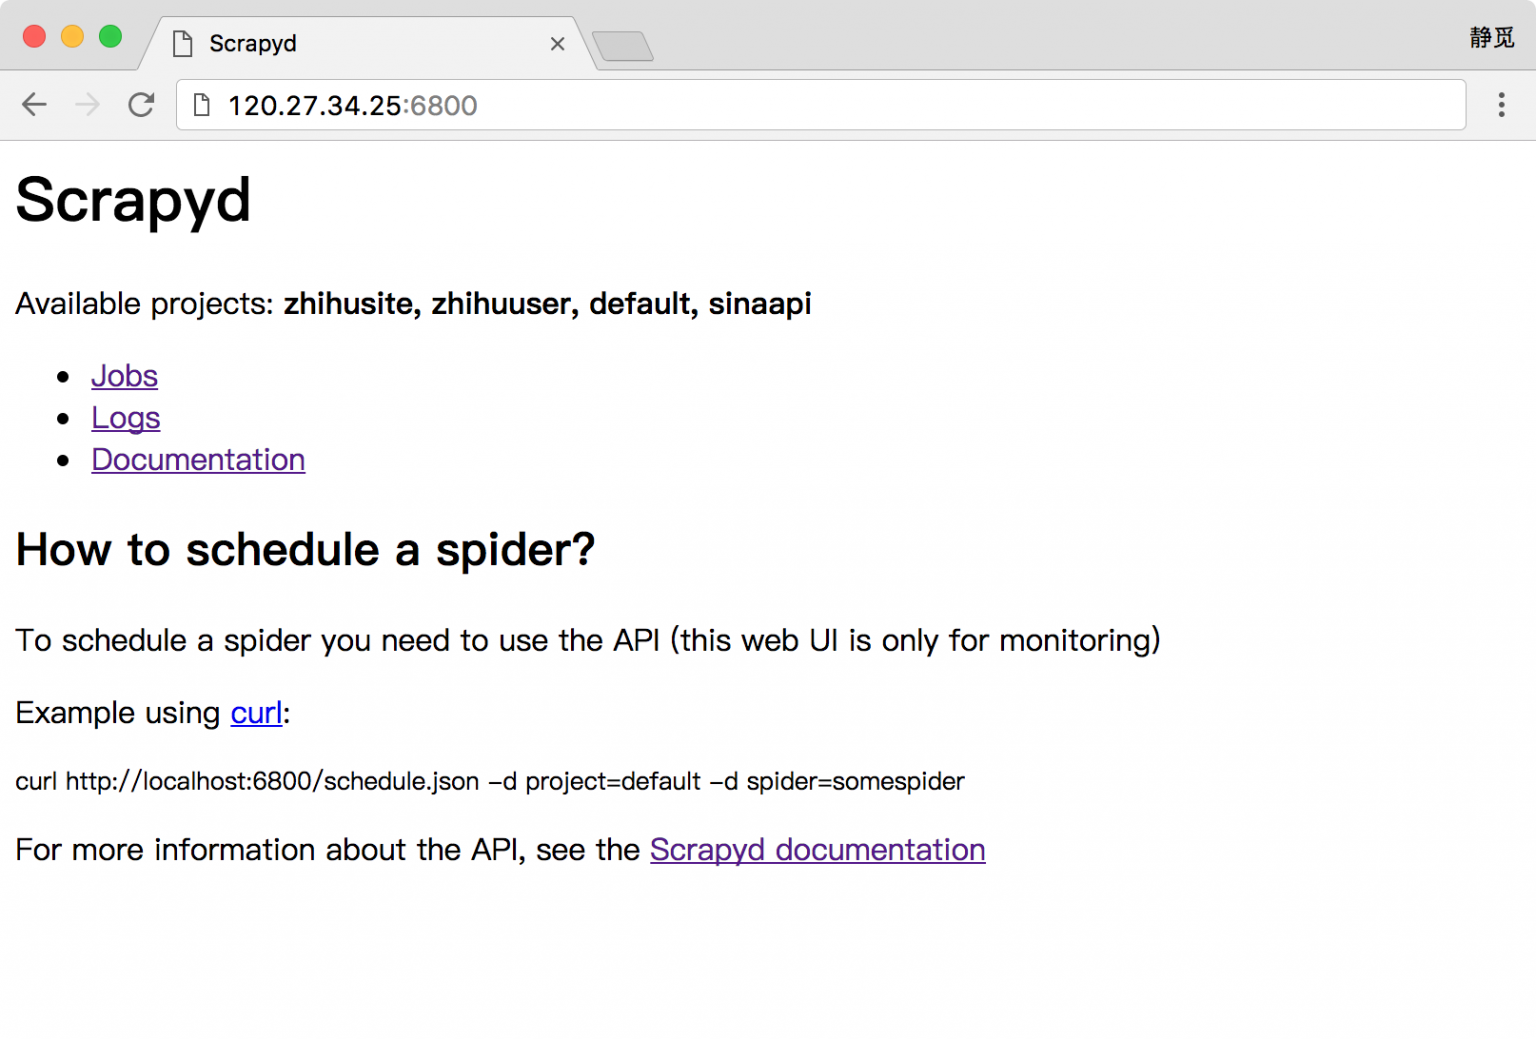 Scrapyd
静觅
120.27.34.25:6800
Scrapyd
Available projects: zhihusite, zhihuuser, default, sinaapi
Jobs
Logs
Documentation
How to schedule a spider?
To schedule a spider you need to use the API (this web UI is only for monitoring)
Example using curl:
curl http://localhost:6800/schedule.json -d project=default -d spider=somespider
For more information about the API, see the Scrapyd documentation